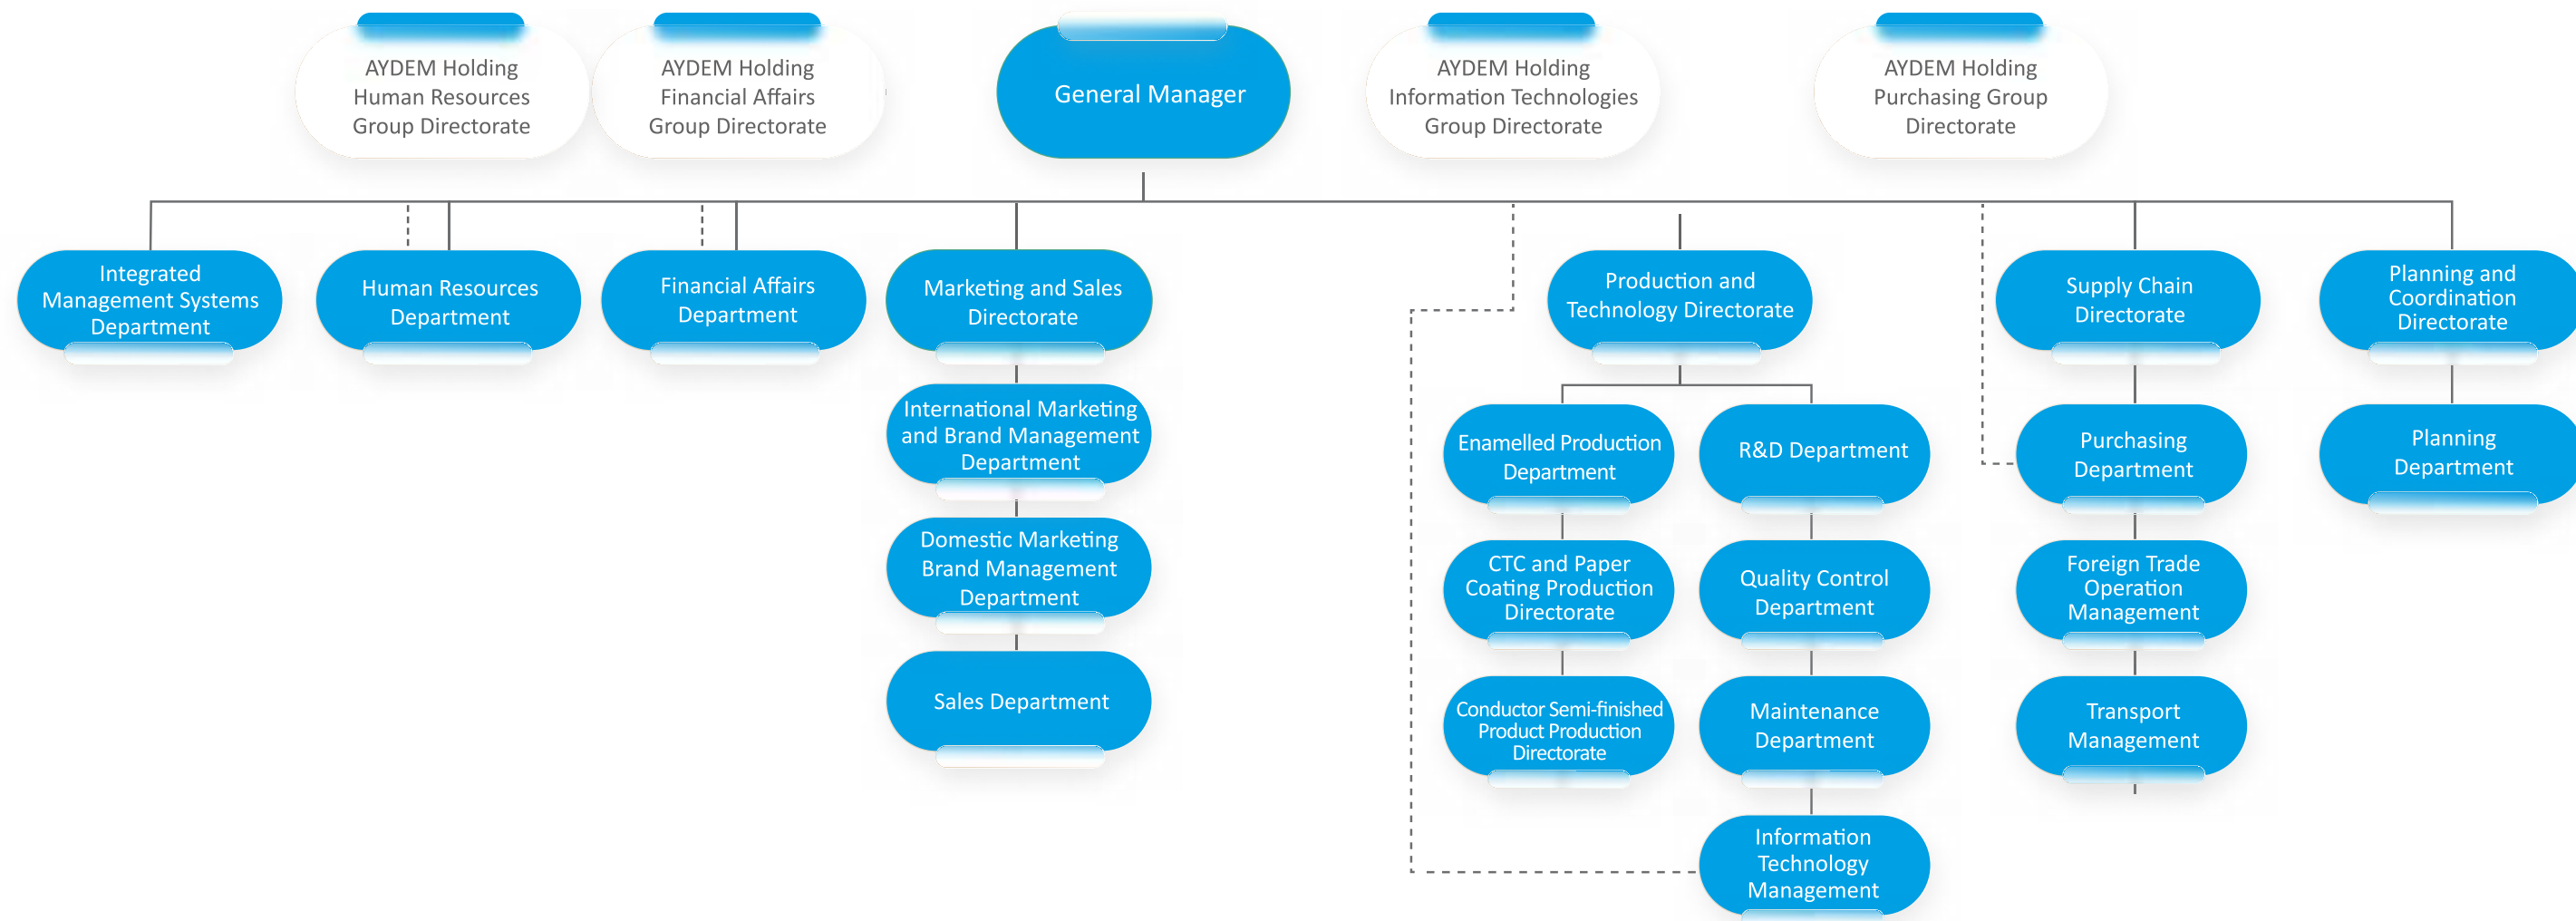 AYDEM Holding
Human Resources
Group Directorate
AYDEM Holding
Financial Affairs
Group Directorate
General Manager
AYDEM Holding
Information Technologies
Group Directorate
AYDEM Holding
Purchasing Group
Directorate
Integrated
Management Systems
Department
Human Resources
Department
Financial Affairs
Department
Marketing and Sales
Directorate
Production and
Technology Directorate
Supply Chain
Directorate
Planning and
Coordination
Directorate
International Marketing
and Brand Management
Department
Domestic Marketing
Brand Management
Department
Sales Department
Enamelled Production
Department
CTC and Paper
Coating Production
Directorate
Conductor Semi-finished
Product Production
Directorate
R&D Department
Quality Control
Department
Maintenance
Department
Information
Technology
Management
Purchasing
Department
Foreign Trade
Operation
Management
Transport
Management
Planning
Department